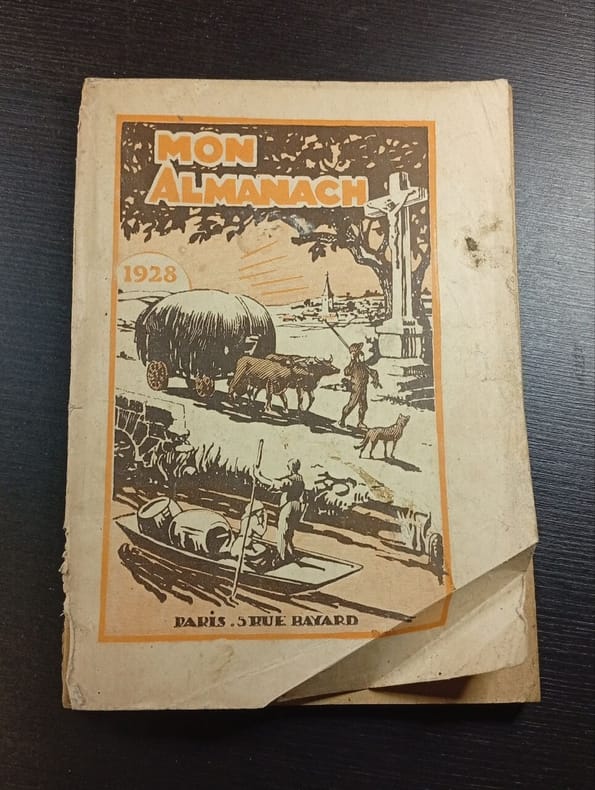 MON
ALMANACH
1928
PARIS . 5 RUE BAYARD